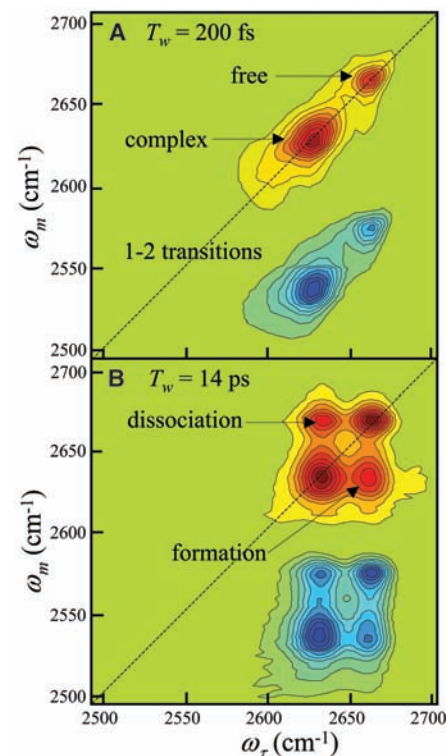 2700
A T_w = 200 fs
free
2650
complex
2600
1-2 transitions
2550
2500
ω_m (cm⁻¹)
2700
B T_w = 14 ps
dissociation
2650
2600
formation
2550
2500
ω_m (cm⁻¹)
2500 2600 2650 2700
ω_τ (cm⁻¹)